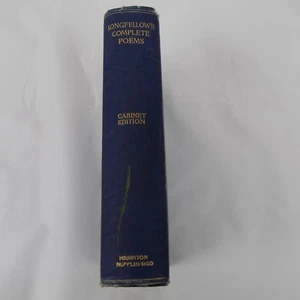 LONGFELLOW'S
COMPLETE
POEMS
CABINET
EDITION
HOUGHTON
MIFFLIN & CO